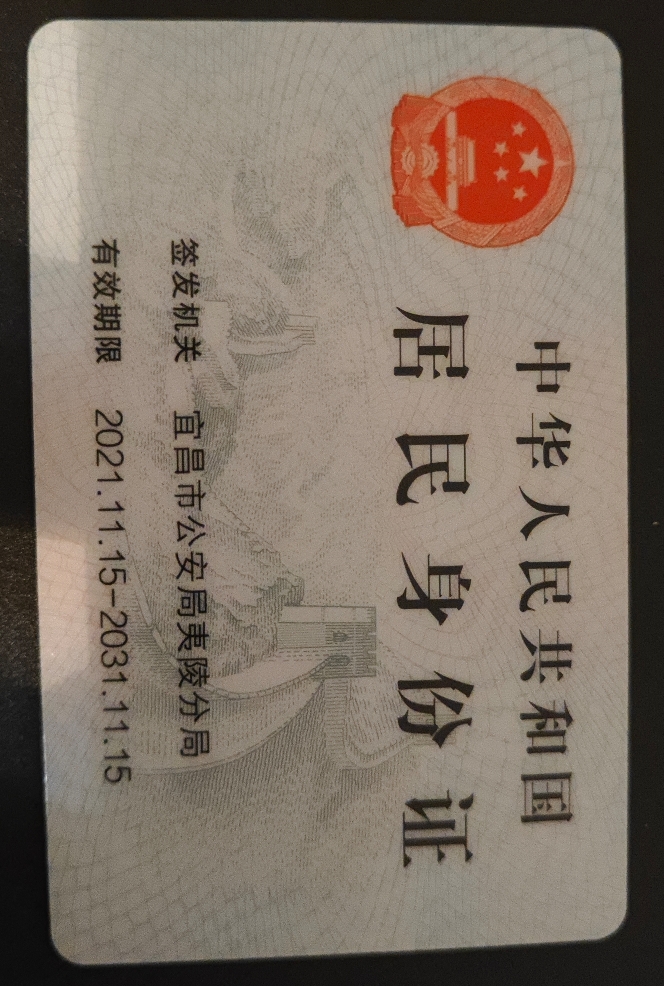 中华人民共和国
居民身份证
签发机关 宜昌市公安局夷陵分局
有效期限 2021.11.15-2031.11.15